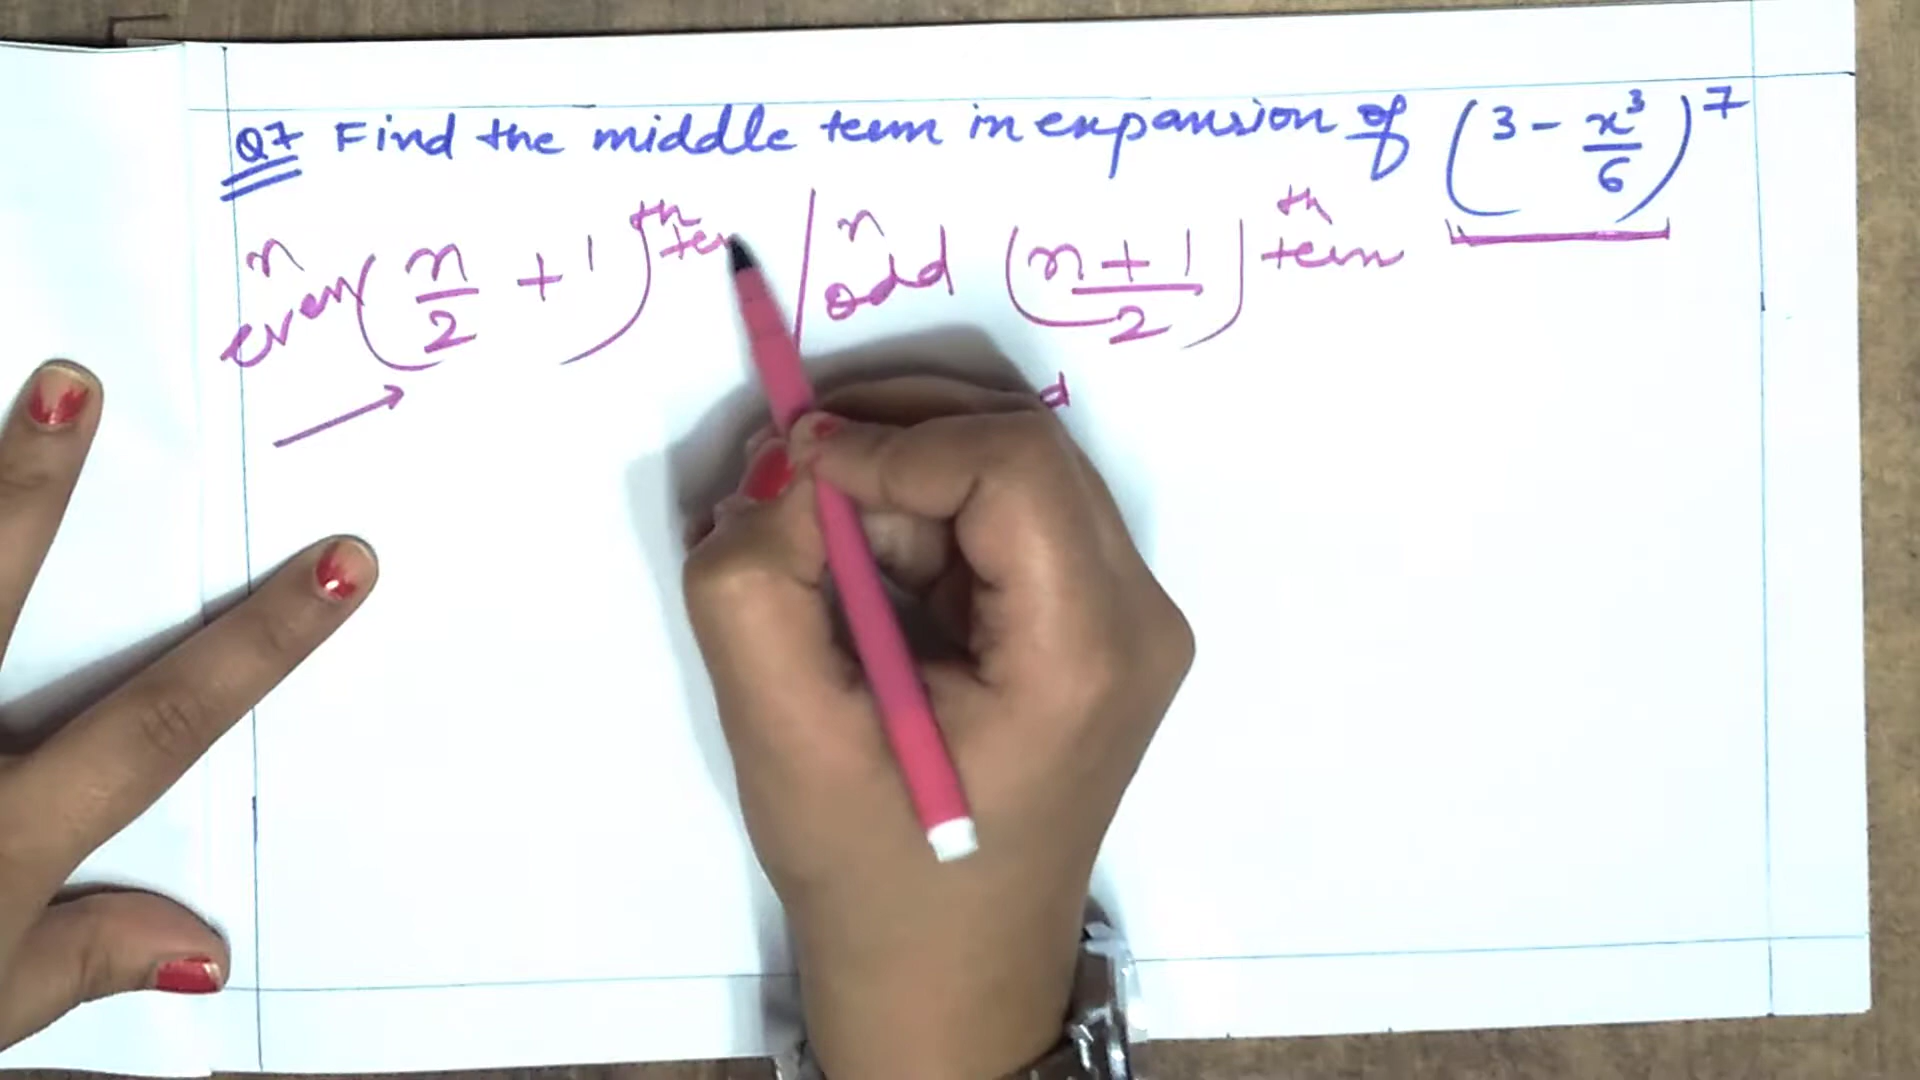 Q7 Find the middle term in expansion of (3 - x³/6)⁷
n even (n/2 + 1)th term / n odd (n + 1/2)th term